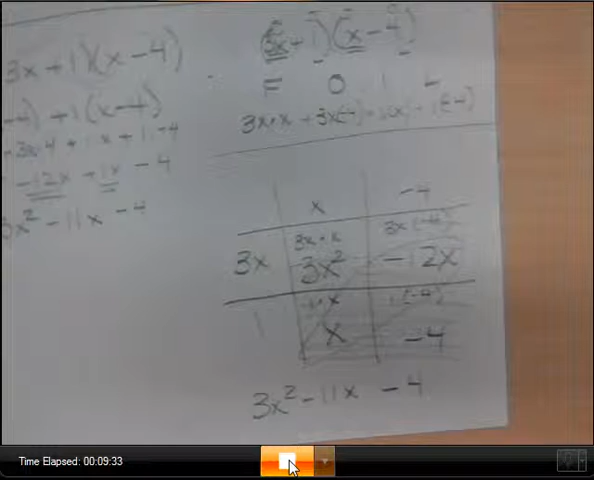 3x + 1)(x - 4)
-4) + 1(x-4)
-3x·4 + 1·x + 1·-4
-12x + 1x - 4
3x² - 11x - 4
(3x + 1)(x - 4)
= O I L
3x·x + 3x(-4) + 1(-4)
x -4
3x·x 3x(-4)
3x 3x² -12x
1·x 1(-4)
1 x -4
3x² - 11x - 4
Time Elapsed: 00:09:33